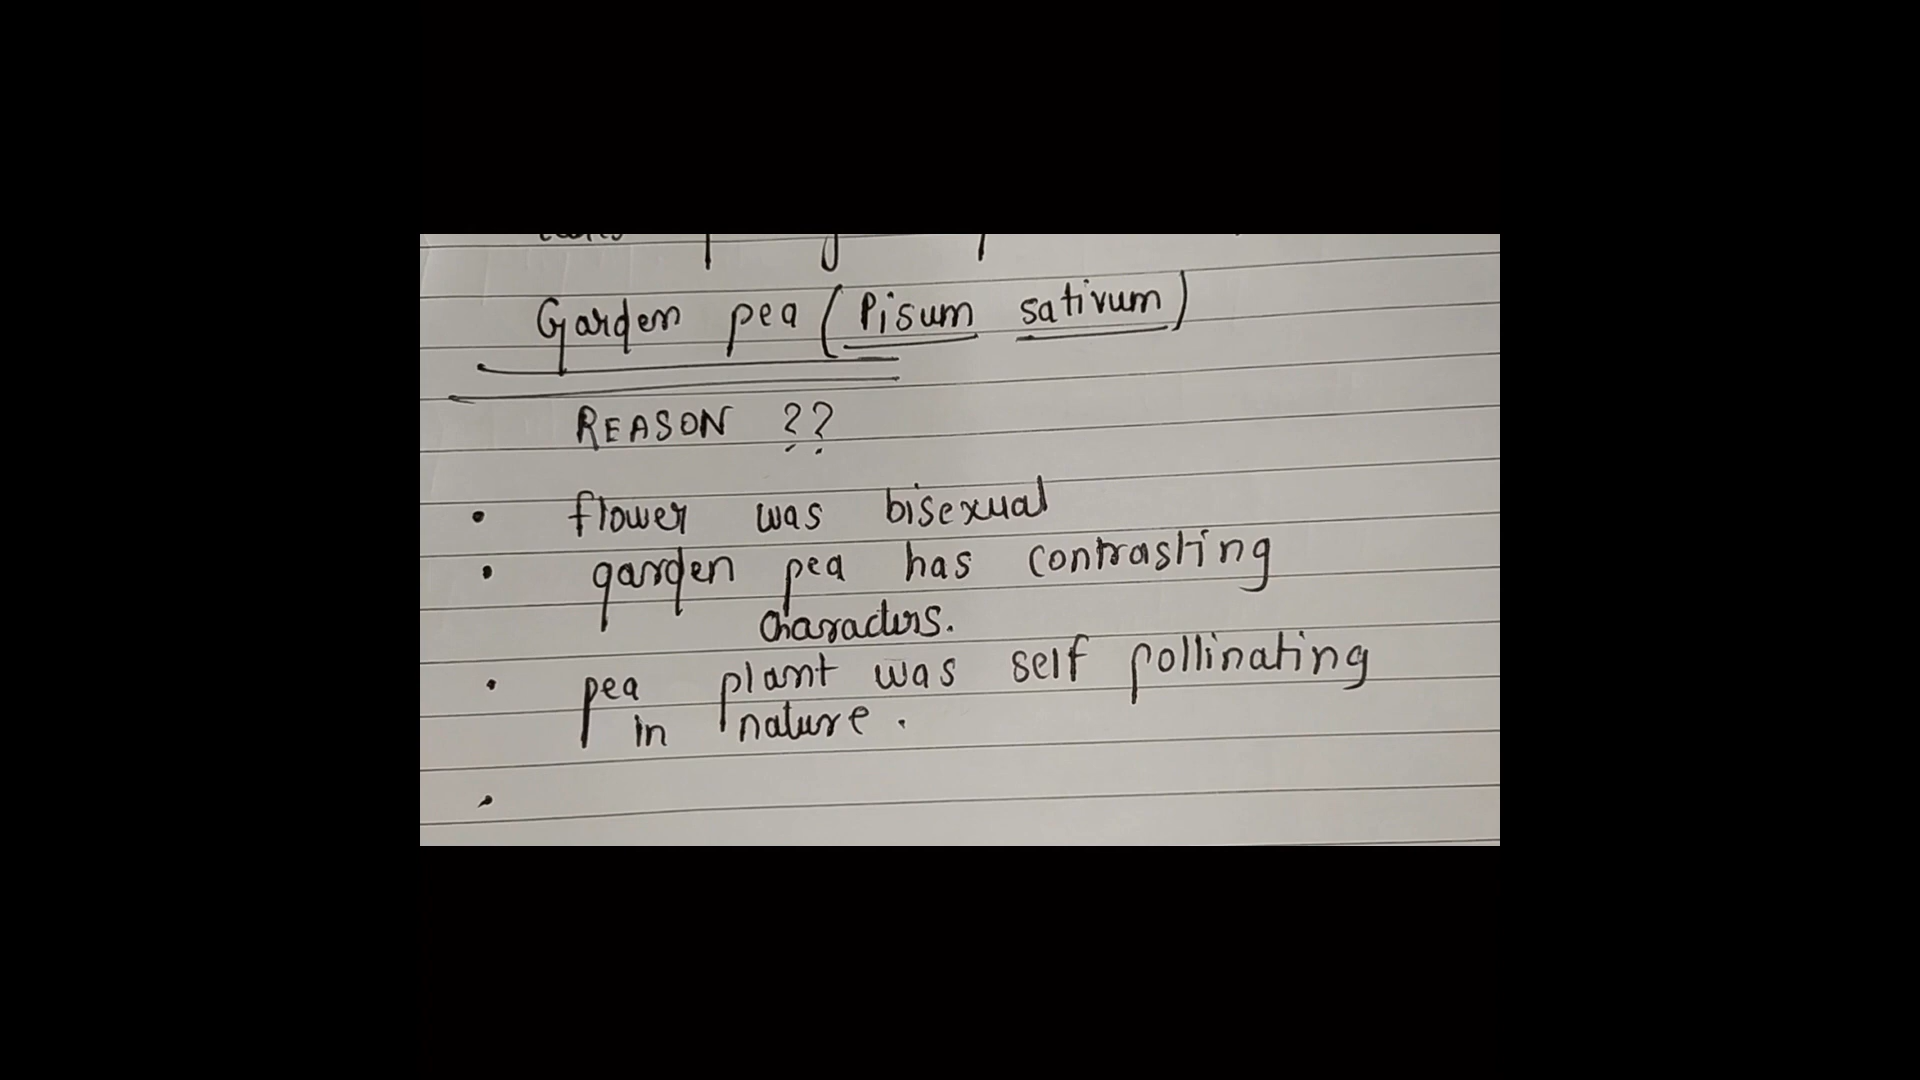 Garden pea (Pisum sativum)
REASON ??
• flower was bisexual
• garden pea has contrasting
characters.
• pea plant was self pollinating
in nature.
•